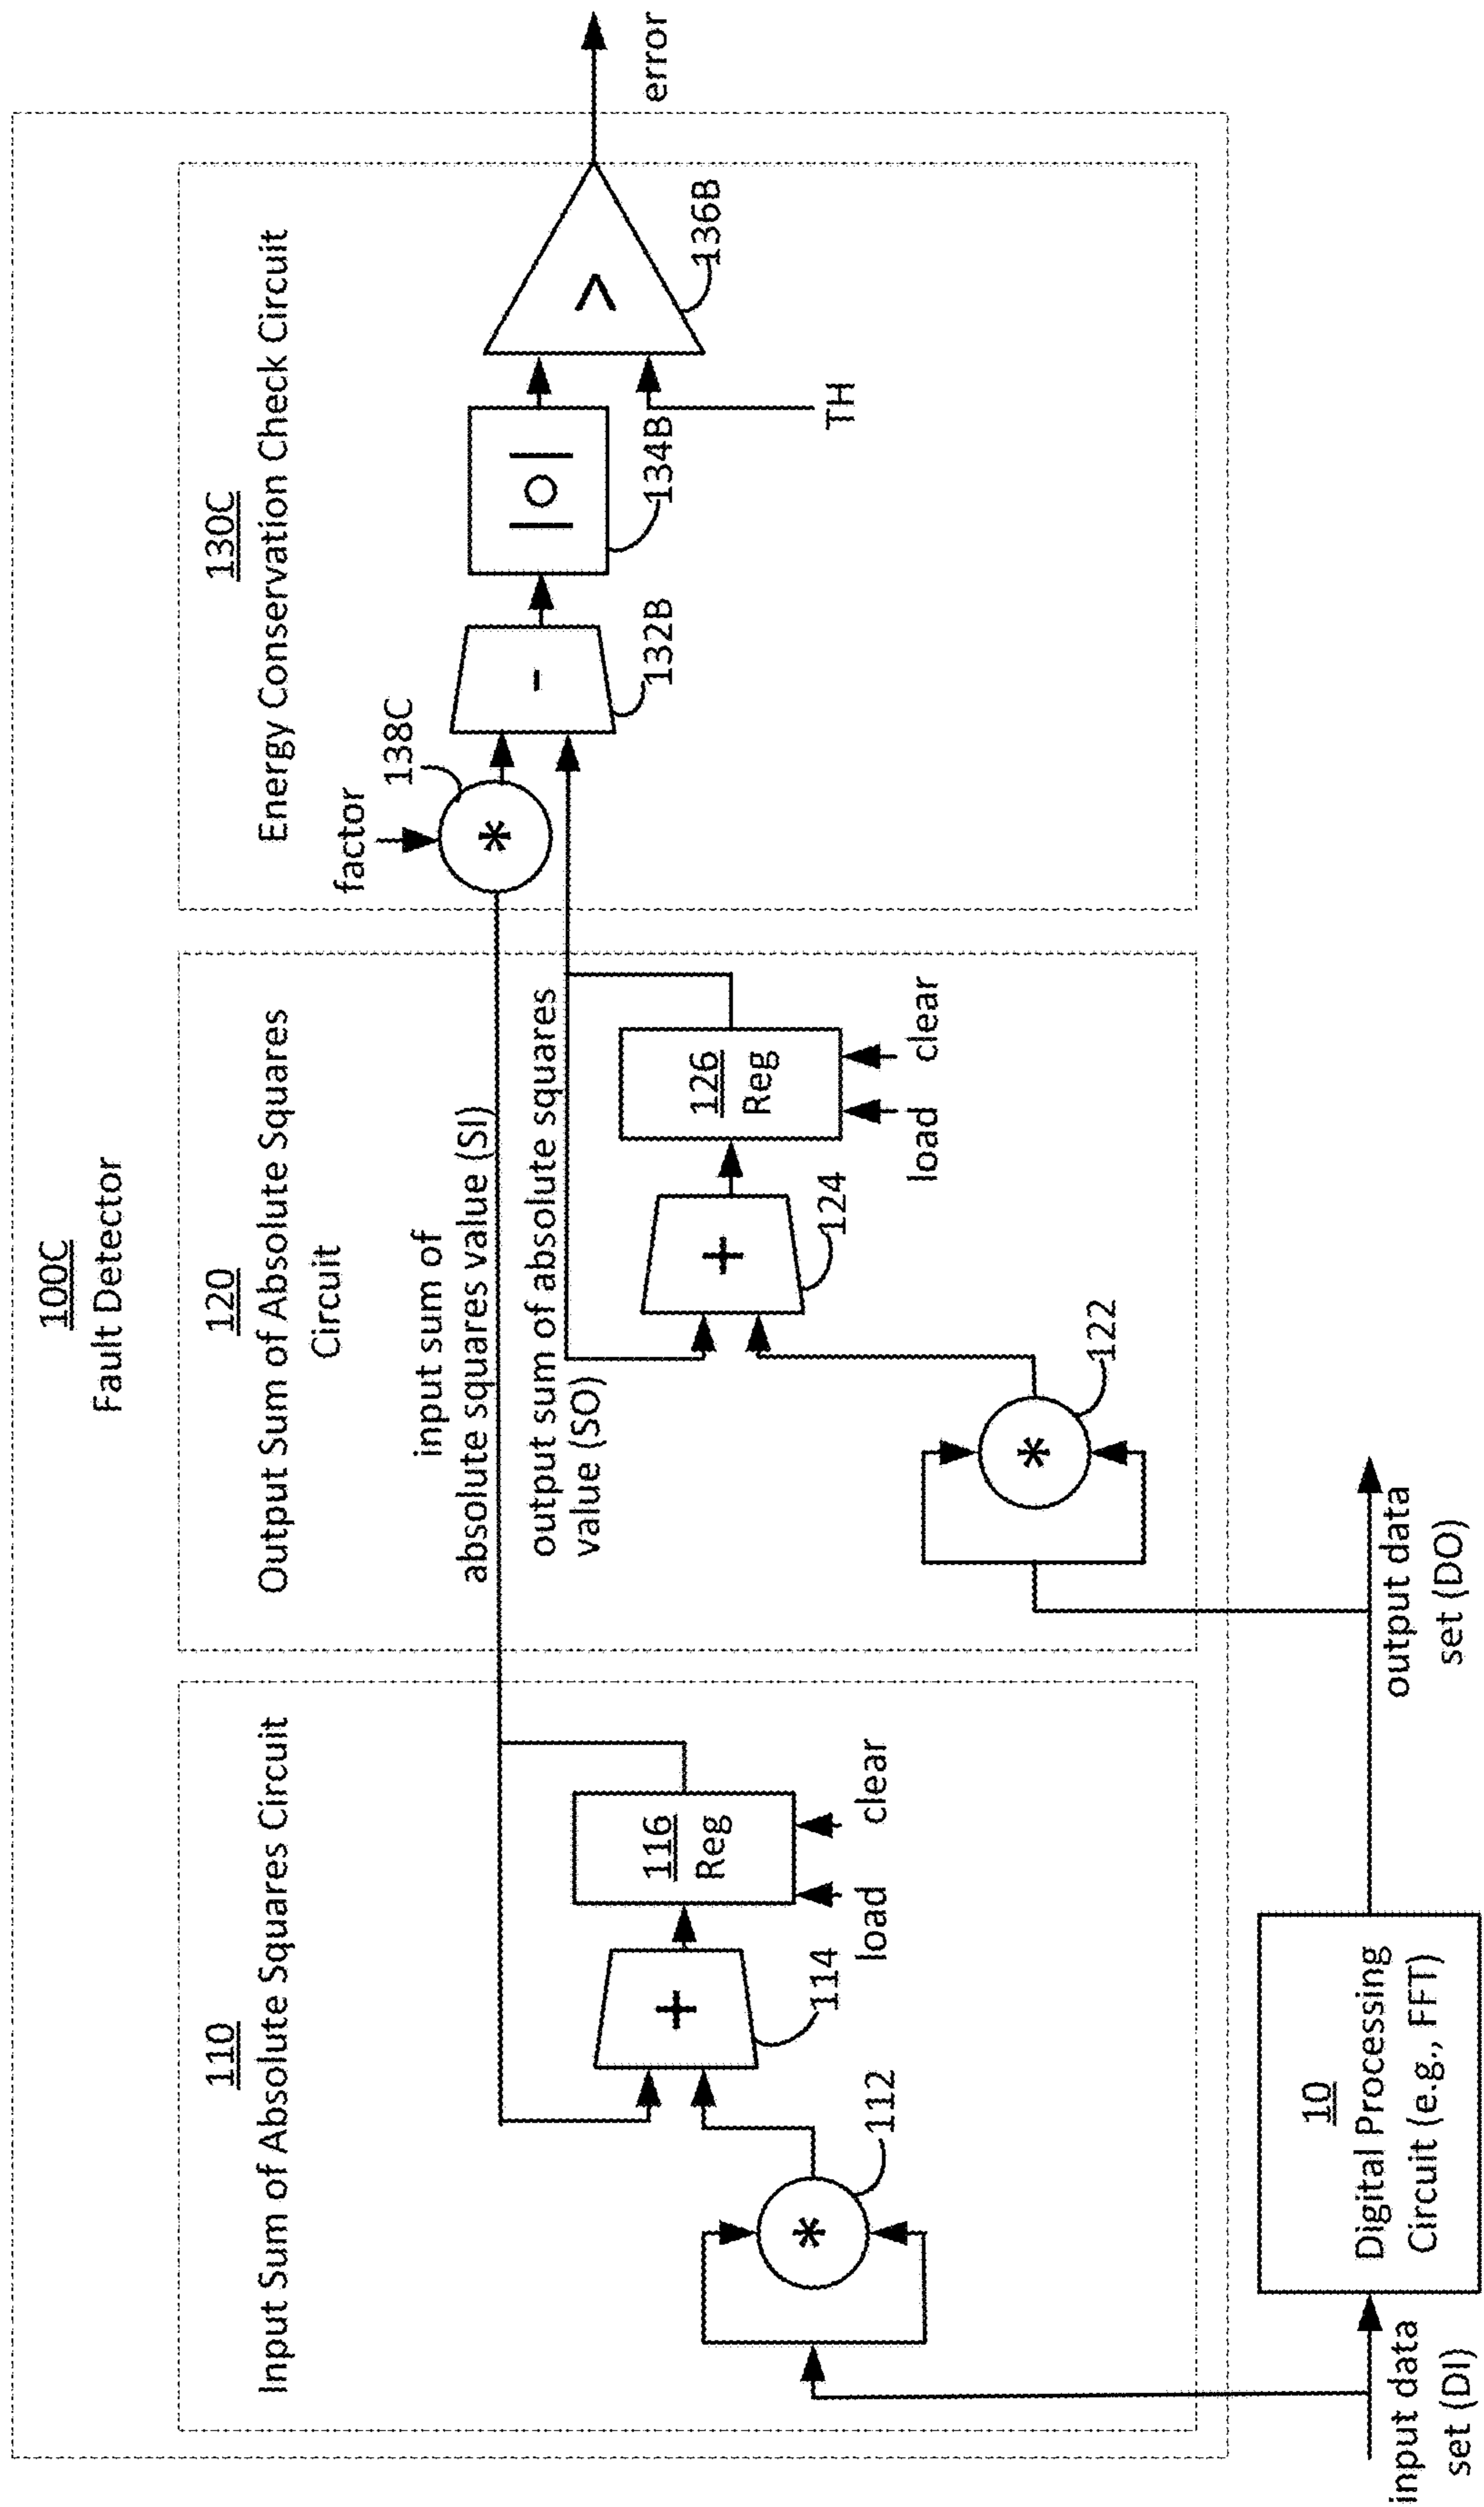 100C
Fault Detector
110
Input Sum of Absolute Squares Circuit
112
*
114
+
116
Reg
load
clear
120
Output Sum of Absolute Squares
Circuit
input sum of
absolute squares value (SI)
output sum of absolute squares
value (SO)
122
*
124
+
126
Reg
load
clear
130C
Energy Conservation Check Circuit
factor
138C
*
-
132B
|O|
134B
TH
>
136B
error
input data
set (DI)
10
Digital Processing
Circuit (e.g., FFT)
output data
set (DO)